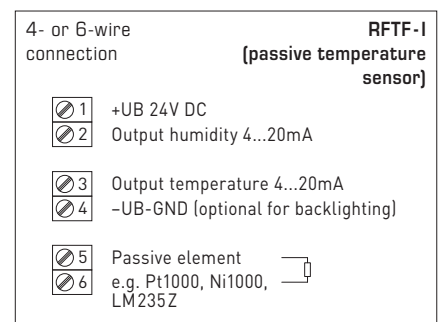 4- or 6-wire RFTF-I
connection (passive temperature
sensor)
1 +UB 24V DC
2 Output humidity 4...20mA
3 Output temperature 4...20mA
4 –UB-GND (optional for backlighting)
5 Passive element
6 e.g. Pt1000, Ni1000,
LM235Z